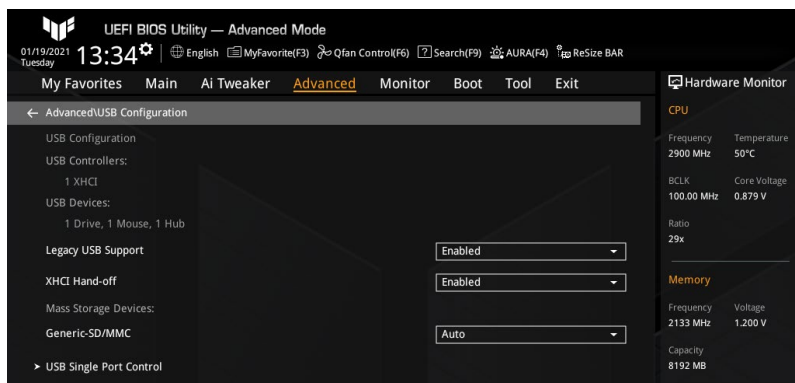 UEFI BIOS Utility — Advanced Mode
01/19/2021 Tuesday 13:34 English MyFavorite(F3) Qfan Control(F6) ? Search(F9) AURA(F4) ReSize BAR
My Favorites Main Ai Tweaker Advanced Monitor Boot Tool Exit
← Advanced\USB Configuration
USB Configuration
USB Controllers:
1 XHCI
USB Devices:
1 Drive, 1 Mouse, 1 Hub
Legacy USB Support Enabled
XHCI Hand-off Enabled
Mass Storage Devices:
Generic-SD/MMC Auto
> USB Single Port Control
Hardware Monitor
CPU
Frequency Temperature
2900 MHz 50°C
BCLK Core Voltage
100.00 MHz 0.879 V
Ratio
29x
Memory
Frequency Voltage
2133 MHz 1.200 V
Capacity
8192 MB